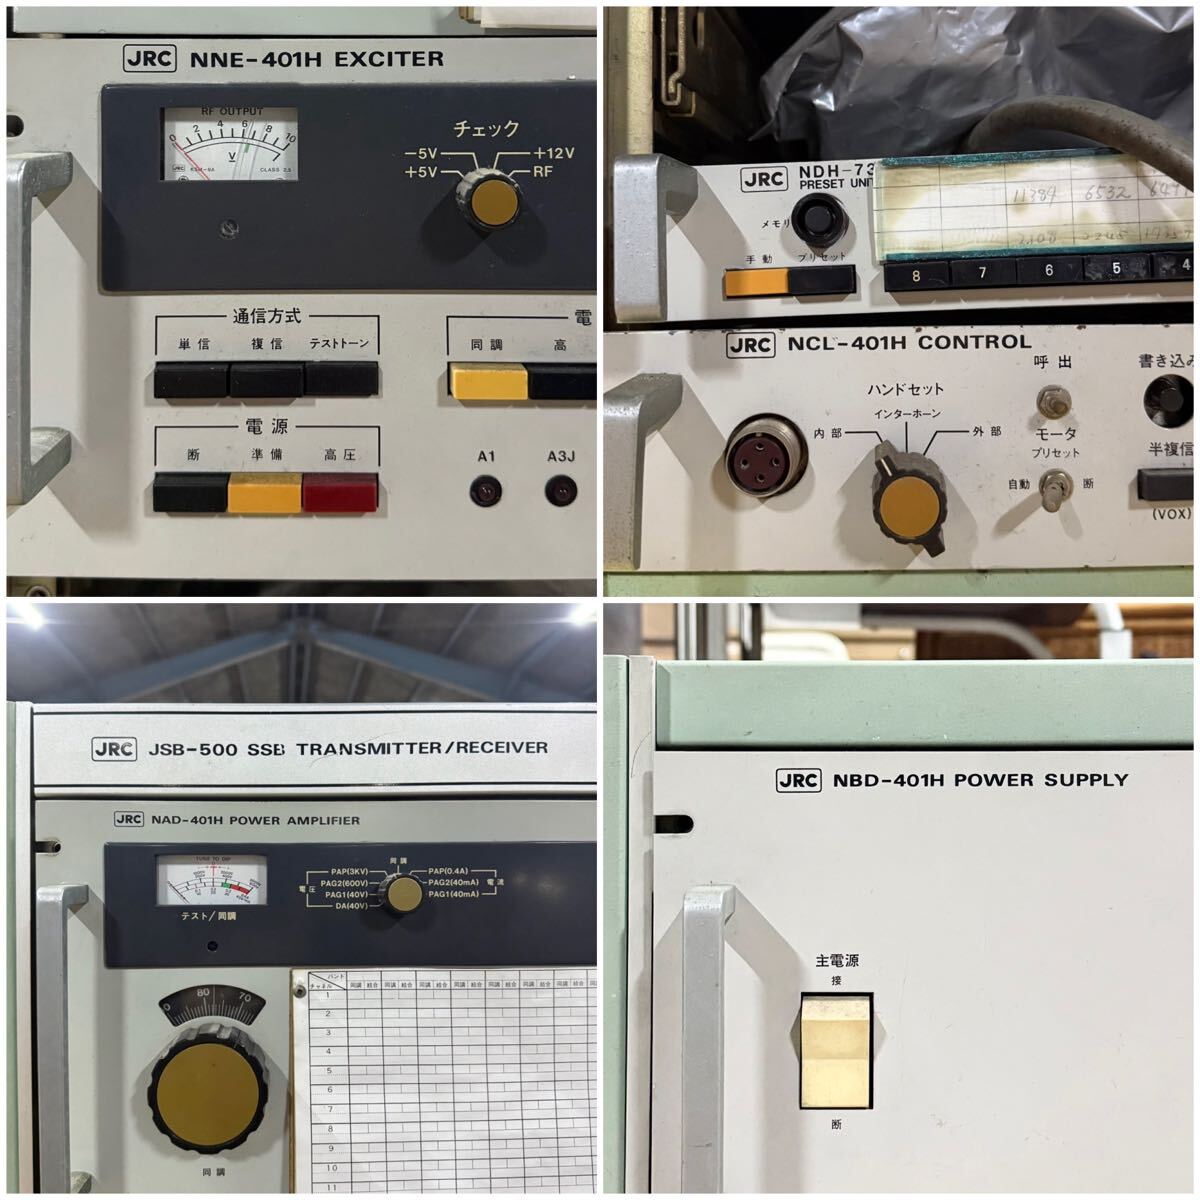 JRC NNE-401H EXCITER
RF OUTPUT
0 2 4 6 8 10
V
JRC
CLASS 2.5
チェック
-5V +12V
+5V RF
通信方式
単信 複信 テストトーン
電
同調 高
電源
断 準備 高圧
A1 A3J
JRC NDH-73
PRESET UNIT
11384 6532
メモリ
手動 プリセット
8 7 6 5 4
JRC NCL-401H CONTROL
呼出 書き込み
ハンドセット
インターホーン
内部 外部
モータ
プリセット
自動 断
半複信
(VOX)
JRC JSB-500 SSB TRANSMITTER/RECEIVER
JRC NAD-401H POWER AMPLIFIER
TUNE TO DIP
テスト/同調
同調
PAP(3KV) PAP(0.4A)
電圧 PAG2(600V) PAG2(40mA) 電流
PAG1(40V) PAG1(40mA)
DA(40V)
80 70
同調
バンド
チャネル
同調 結合 同調 結合 同調 結合 同調 結合 同調 結合 同調 結合 同調 結合
1
2
3
4
5
6
7
8
9
10
11
JRC NBD-401H POWER SUPPLY
主電源
接
断